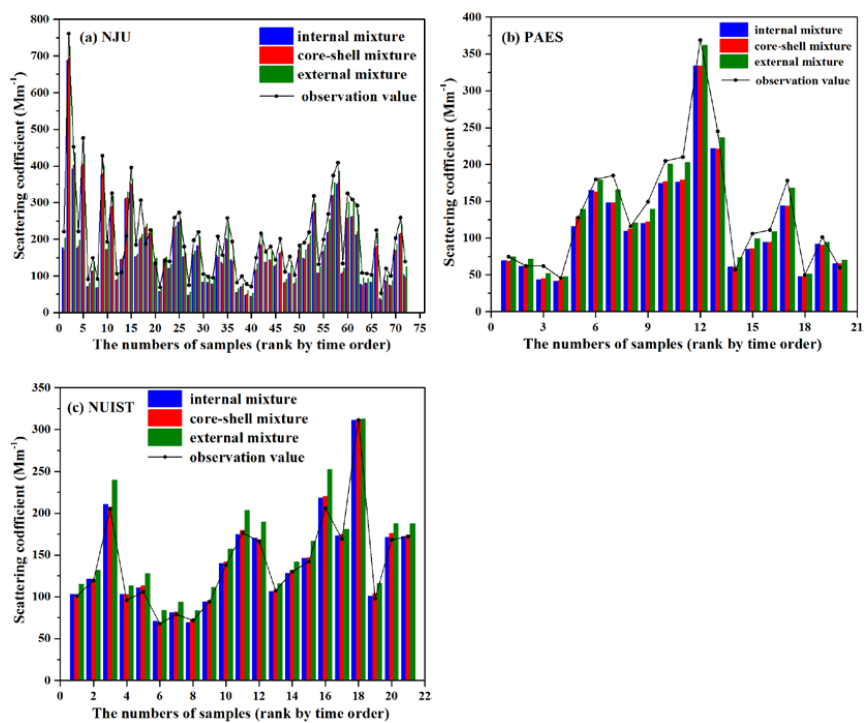 (a) NJU
internal mixture
core-shell mixture
external mixture
observation value
Scattering codfficient (Mm⁻¹)
800
700
600
500
400
300
200
100
0
0 5 10 15 20 25 30 35 40 45 50 55 60 65 70 75
The numbers of samples (rank by time order)
(b) PAES
internal mixture
core-shell mixture
external mixture
observation value
Scattering codfficient (Mm⁻¹)
400
350
300
250
200
150
100
50
0
0 3 6 9 12 15 18 21
The numbers of samples (rank by time order)
(c) NUIST
internal mixture
core-shell mixture
external mixture
observation value
Scattering codfficient (Mm⁻¹)
350
300
250
200
150
100
50
0
0 2 4 6 8 10 12 14 16 18 20 22
The numbers of samples (rank by time order)